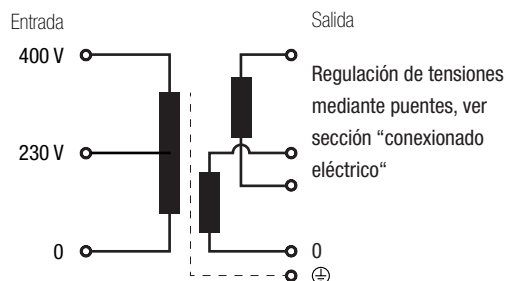 Entrada
400 V
230 V
0
Salida
Regulación de tensiones
mediante puentes, ver
sección “conexionado
eléctrico“
0